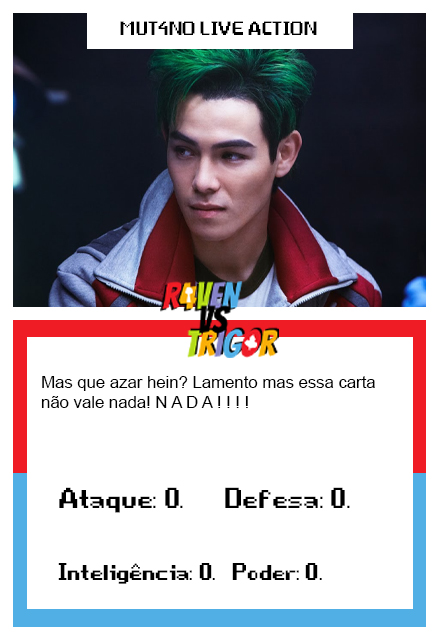 MUT4NO LIVE ACTION
R4VEN
VS
TRIGOR
Mas que azar hein? Lamento mas essa carta
não vale nada! N A D A ! ! ! !
Ataque: 0. Defesa: 0.
Inteligência: 0. Poder: 0.